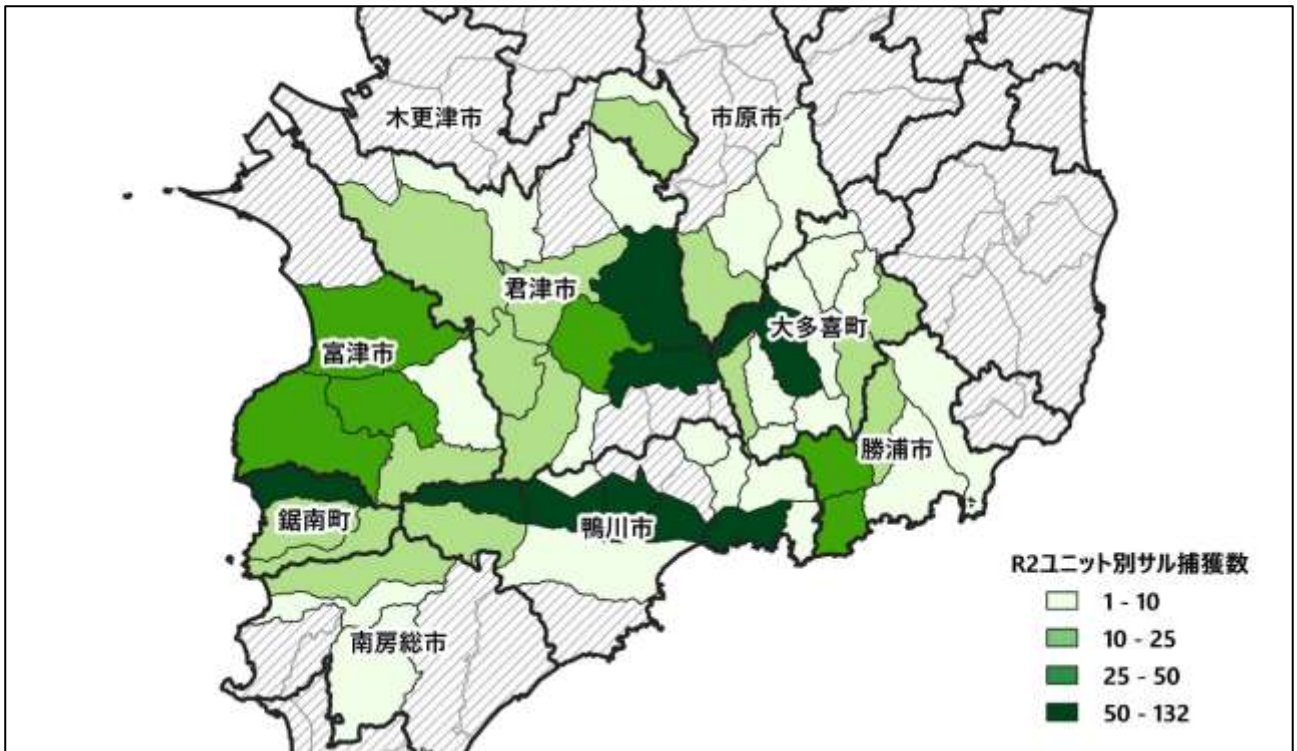 木更津市
市原市
君津市
大多喜町
富津市
勝浦市
鋸南町
鴨川市
南房総市
R2ユニット別サル捕獲数
1 - 10
10 - 25
25 - 50
50 - 132